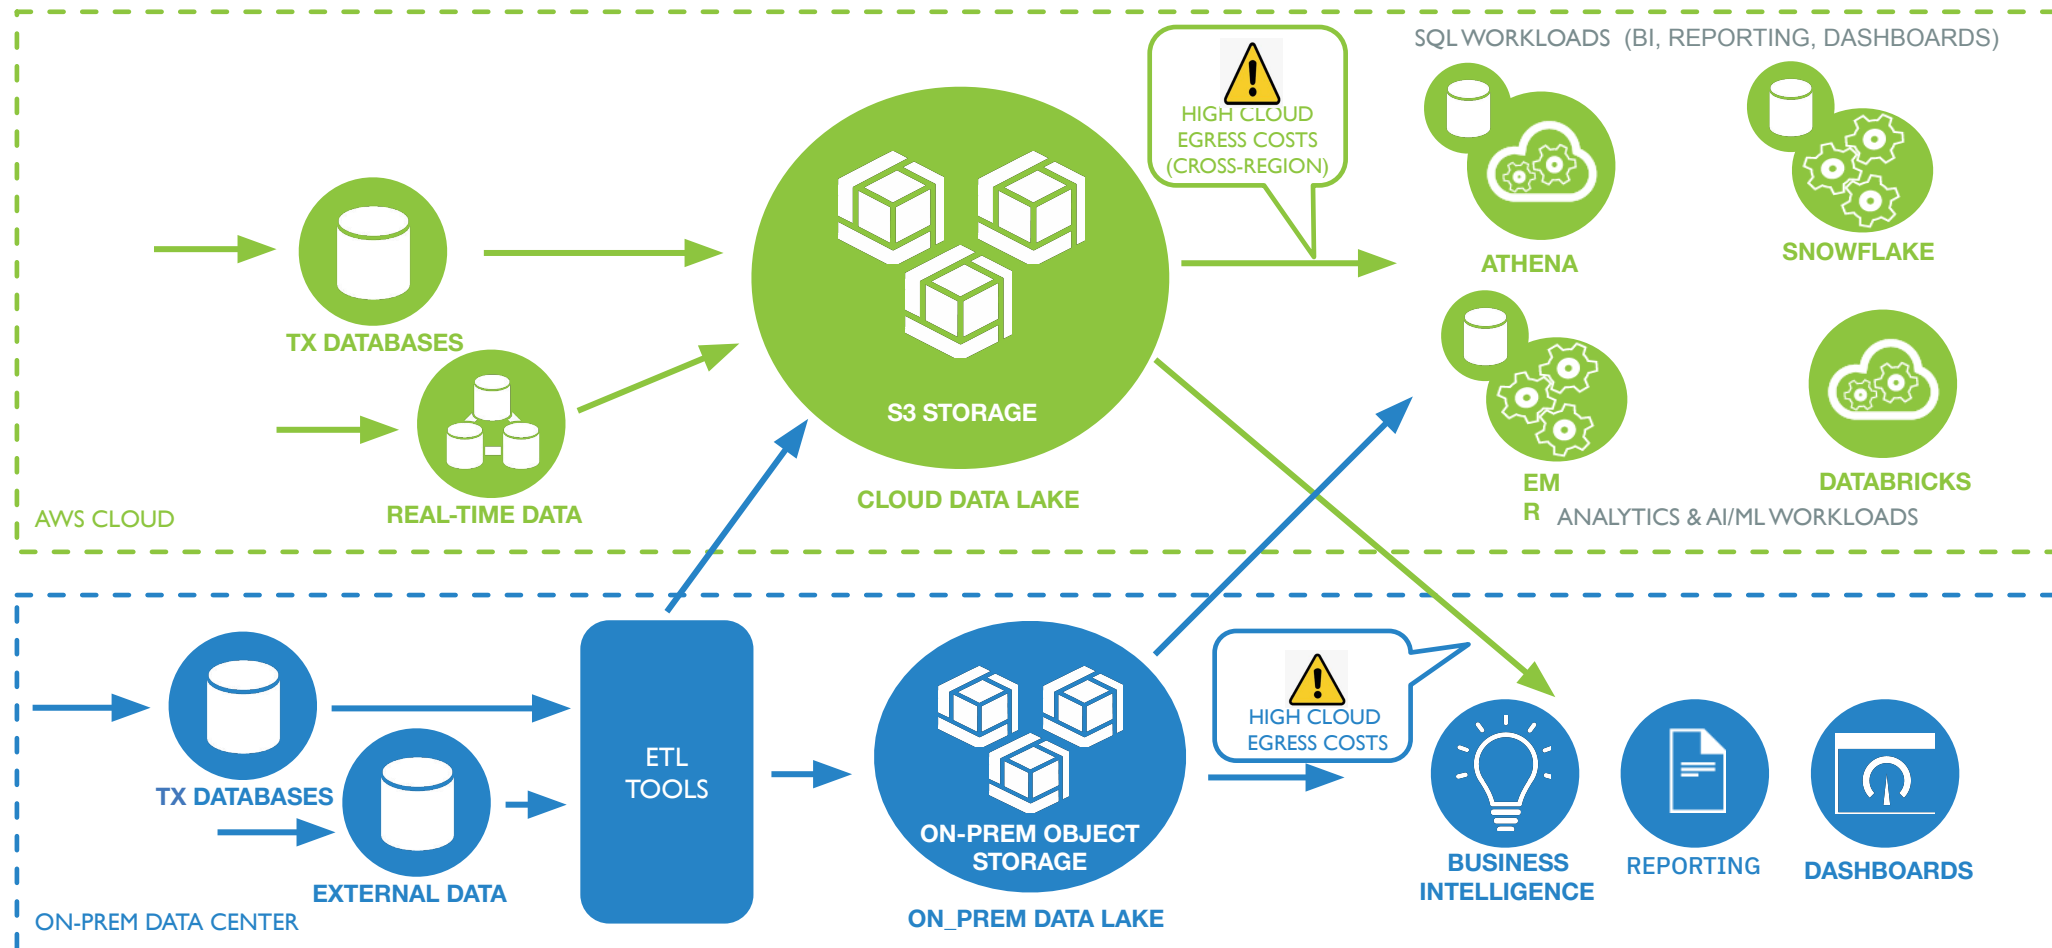 SQL WORKLOADS (BI, REPORTING, DASHBOARDS)
HIGH CLOUD
EGRESS COSTS
(CROSS-REGION)
ATHENA
SNOWFLAKE
TX DATABASES
S3 STORAGE
CLOUD DATA LAKE
REAL-TIME DATA
AWS CLOUD
EM
R
DATABRICKS
ANALYTICS & AI/ML WORKLOADS
TX DATABASES
EXTERNAL DATA
ON-PREM DATA CENTER
ETL
TOOLS
ON-PREM OBJECT
STORAGE
ON_PREM DATA LAKE
HIGH CLOUD
EGRESS COSTS
BUSINESS
INTELLIGENCE
REPORTING
DASHBOARDS